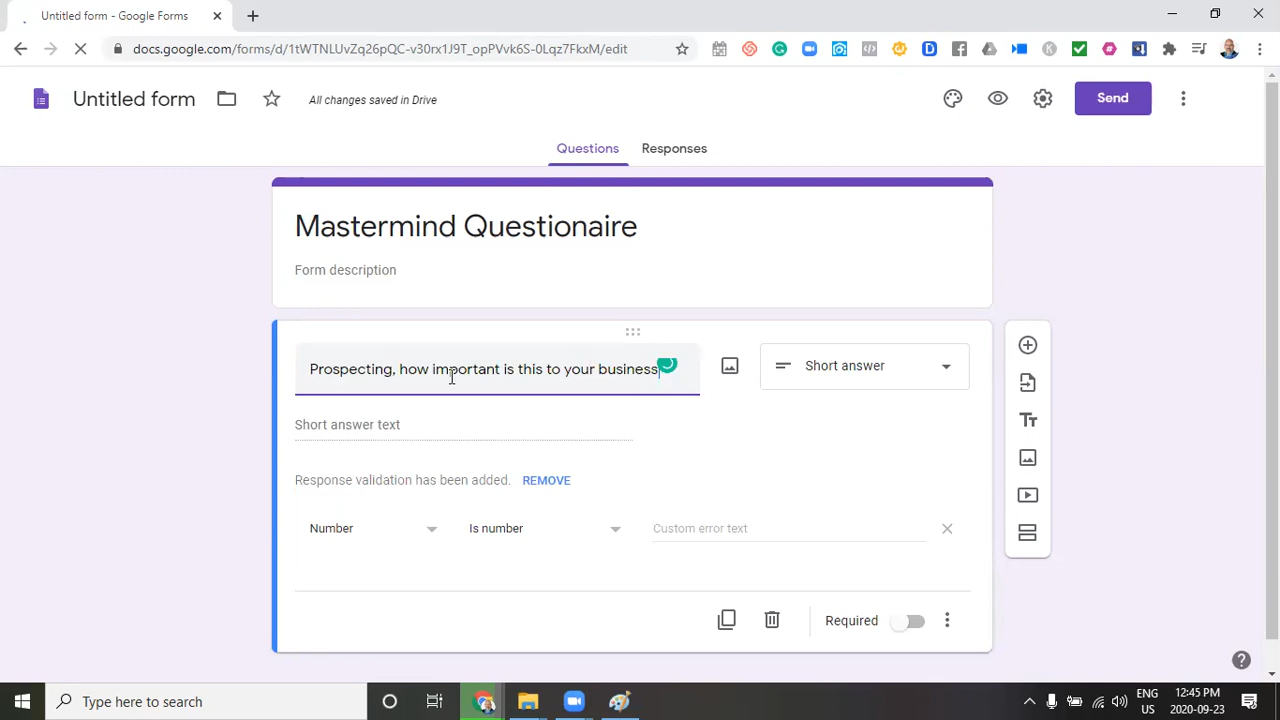 Untitled form - Google Forms
docs.google.com/forms/d/1tWTNLUvZq26pQC-v30rx1J9T_opPVvk6S-0Lqz7FkxM/edit
Untitled form
All changes saved in Drive
Send
Questions
Responses
Mastermind Questionaire
Form description
Prospecting, how important is this to your business
Short answer
Short answer text
Response validation has been added. REMOVE
Number
Is number
Custom error text
Required
Type here to search
ENG
US
12:45 PM
2020-09-23